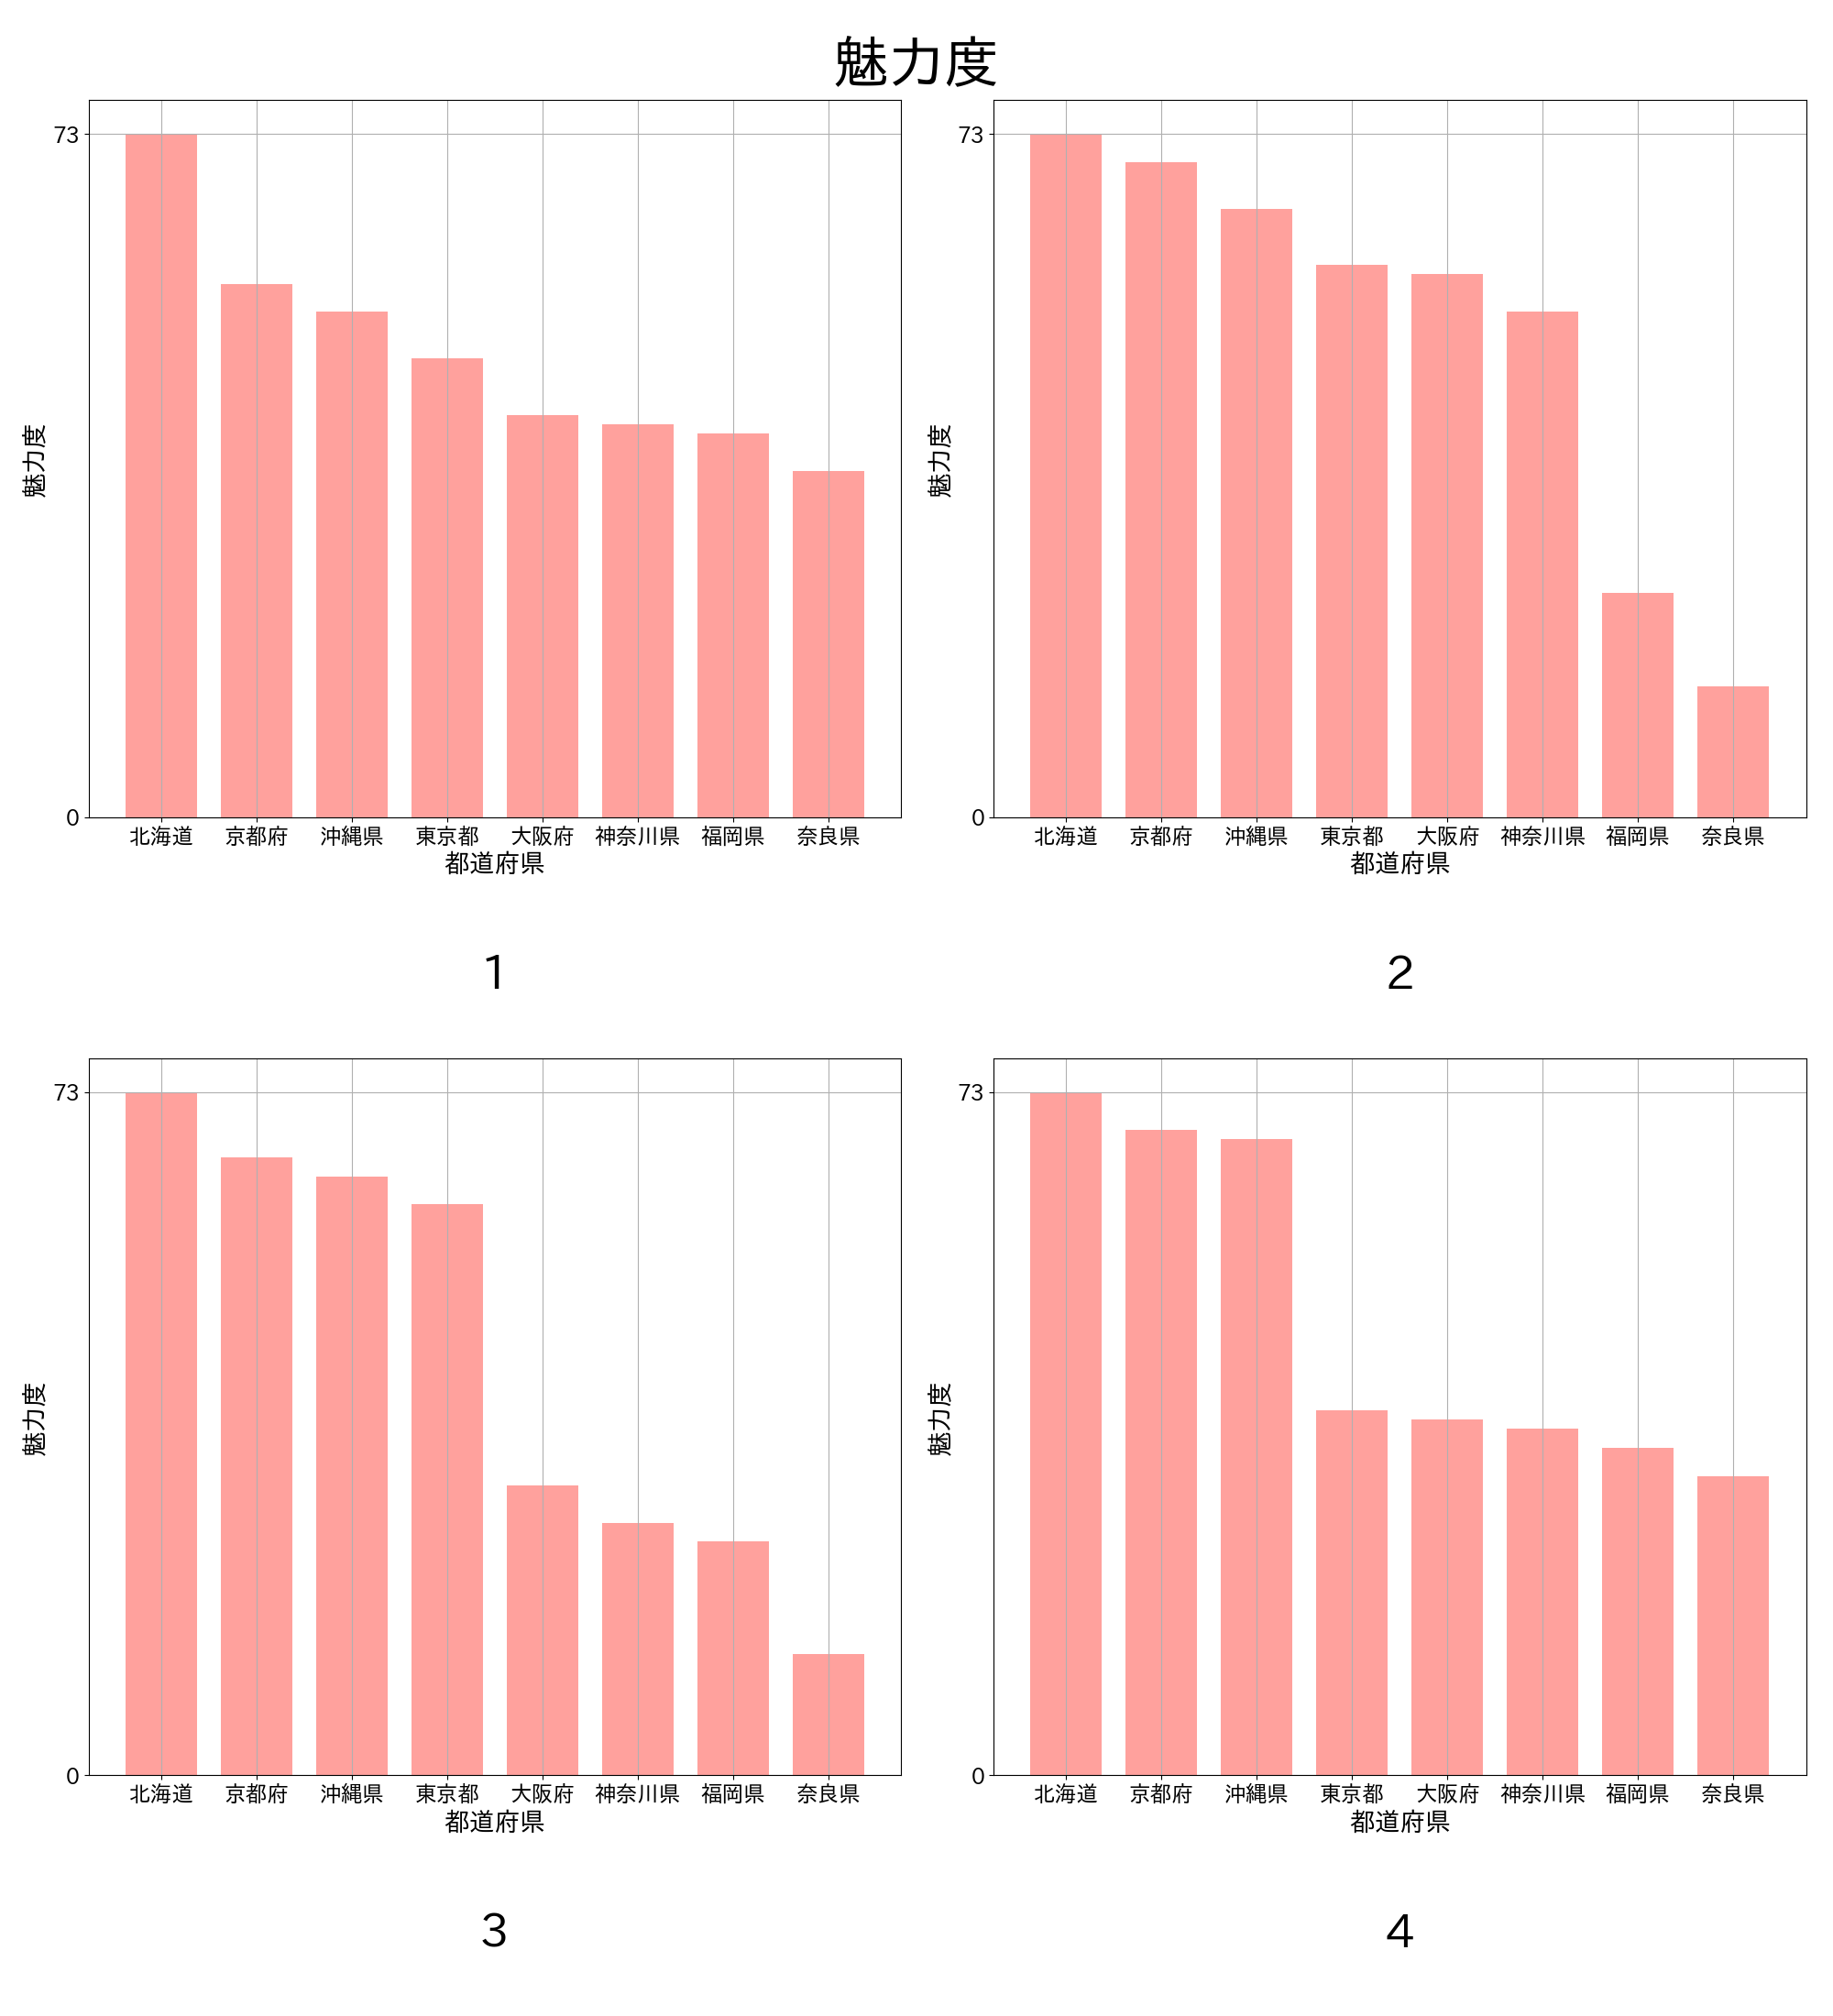 魅力度
73
0
魅力度
北海道 京都府 沖縄県 東京都 大阪府 神奈川県 福岡県 奈良県
都道府県
1
73
0
魅力度
北海道 京都府 沖縄県 東京都 大阪府 神奈川県 福岡県 奈良県
都道府県
2
73
0
魅力度
北海道 京都府 沖縄県 東京都 大阪府 神奈川県 福岡県 奈良県
都道府県
3
73
0
魅力度
北海道 京都府 沖縄県 東京都 大阪府 神奈川県 福岡県 奈良県
都道府県
4